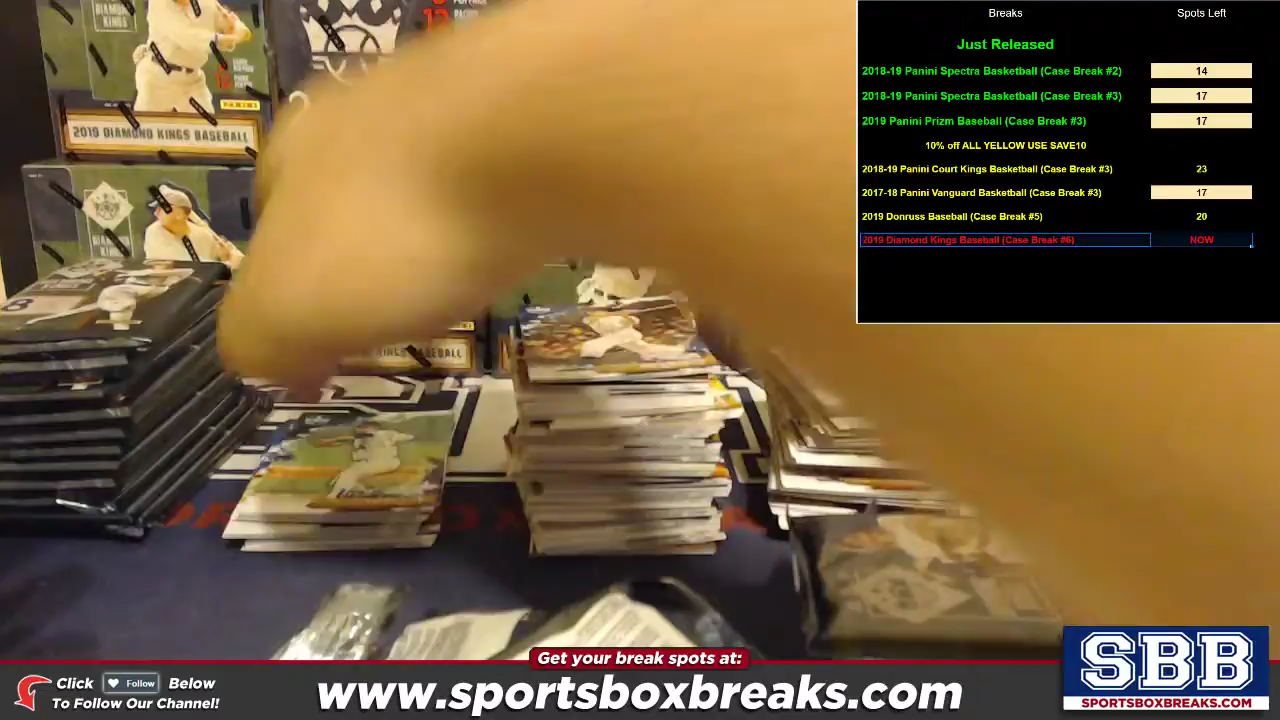 Breaks Spots Left
Just Released
2018-19 Panini Spectra Basketball (Case Break #2) 14
2018-19 Panini Spectra Basketball (Case Break #3) 17
2019 Panini Prizm Baseball (Case Break #3) 17
10% off ALL YELLOW USE SAVE10
2018-19 Panini Court Kings Basketball (Case Break #3) 23
2017-18 Panini Vanguard Basketball (Case Break #3) 17
2019 Donruss Baseball (Case Break #5) 20
2019 Diamond Kings Baseball (Case Break #6) NOW
DIAMOND
KINGS
PANINI
2019 DIAMOND KINGS BASEBALL
Get your break spots at:
Click Follow Below
To Follow Our Channel!
www.sportsboxbreaks.com
SBB
SPORTSBOXBREAKS.COM